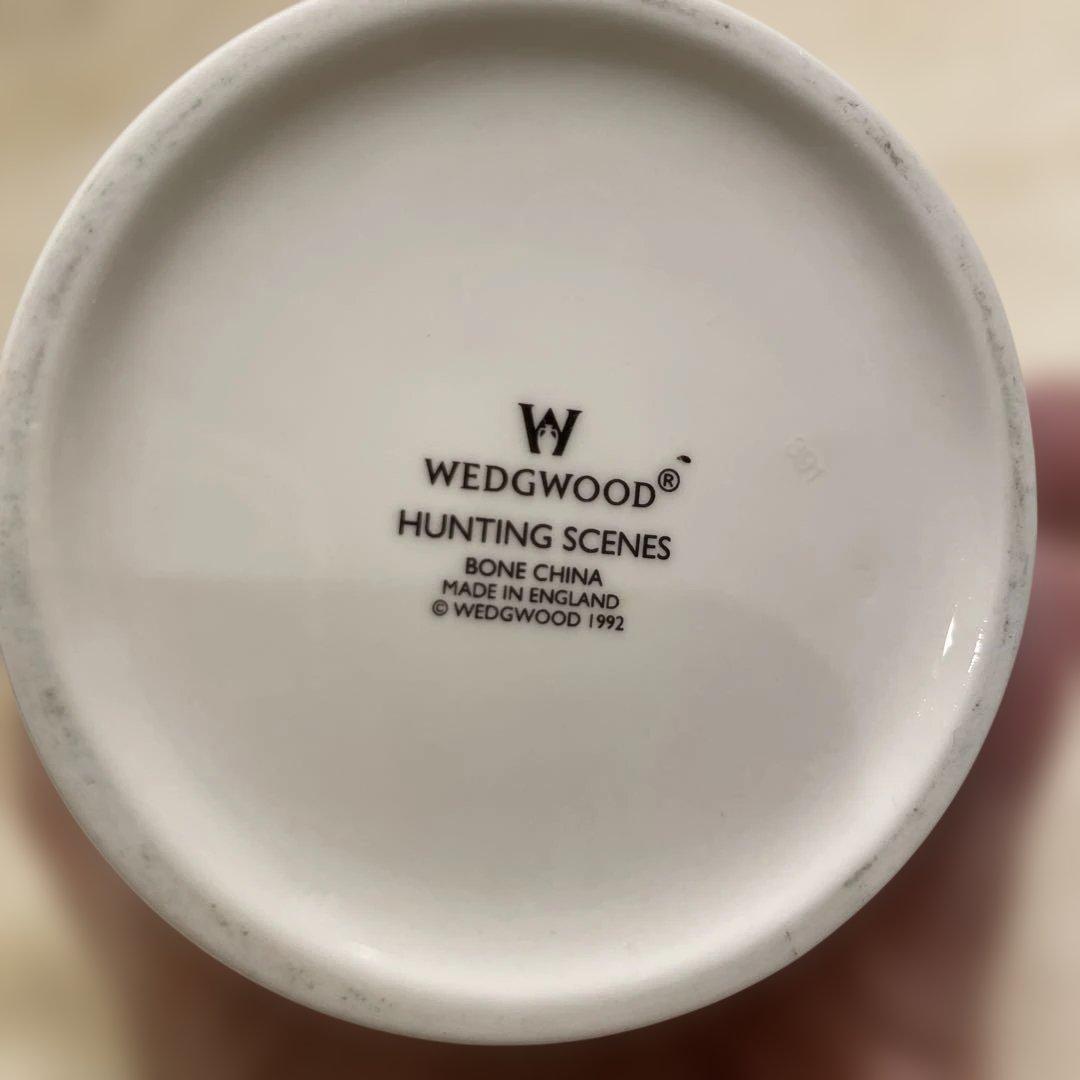 W
WEDGWOOD®
HUNTING SCENES
BONE CHINA
MADE IN ENGLAND
© WEDGWOOD 1992